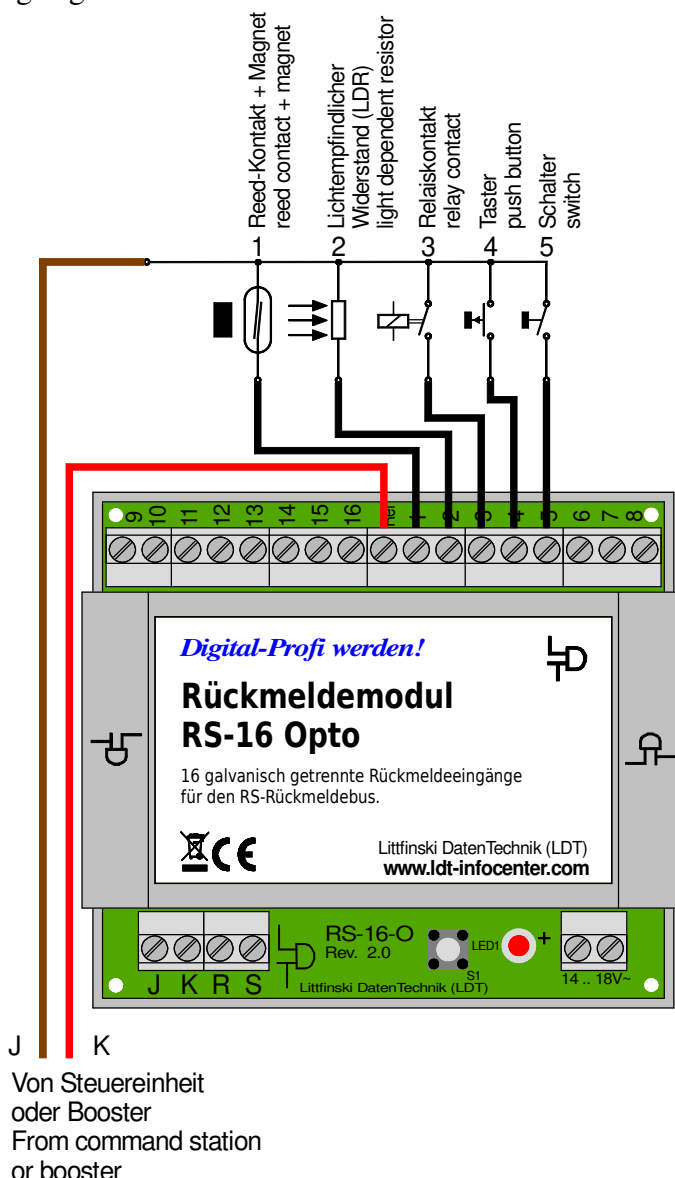 Reed-Kontakt + Magnet
reed contact + magnet
Lichtempfindlicher
Widerstand (LDR)
light dependent resistor
Relaiskontakt
relay contact
Taster
push button
Schalter
switch
1 2 3 4 5
9 10 11 12 13 14 15 16 1 2 3 4 5 6 7 8
Digital-Profi werden!
Rückmeldemodul
RS-16 Opto
16 galvanisch getrennte Rückmeldeeingänge
für den RS-Rückmeldebus.
CE
Littfinski DatenTechnik (LDT)
www.ldt-infocenter.com
RS-16-O
Rev. 2.0
LED1
+
S1
14 .. 18V~
J K R S
Littfinski DatenTechnik (LDT)
J K
Von Steuereinheit
oder Booster
From command station
or booster